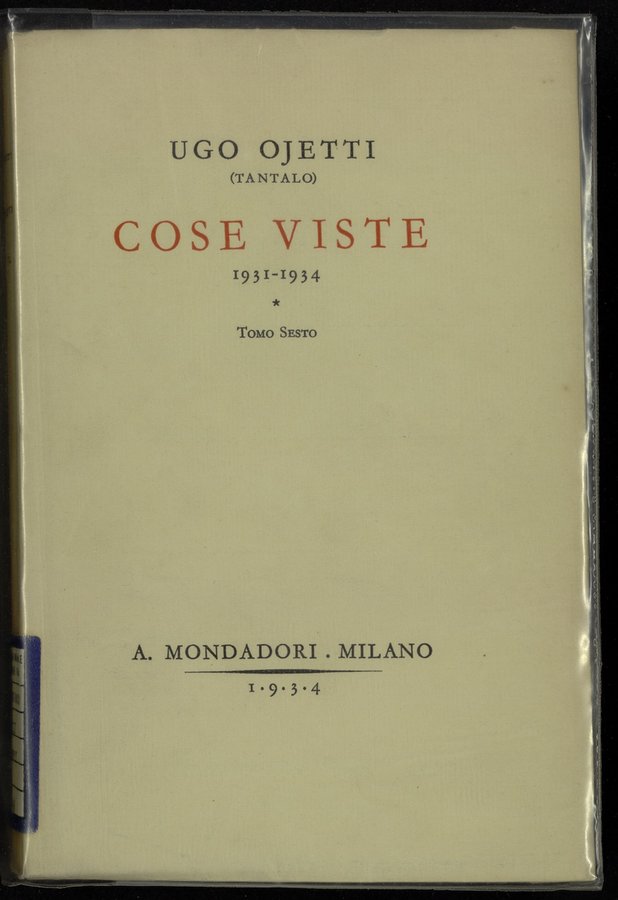 UGO OJETTI
(TANTALO)
COSE VISTE
1931-1934
*
Tomo Sesto
A. MONDADORI . MILANO
1·9·3·4